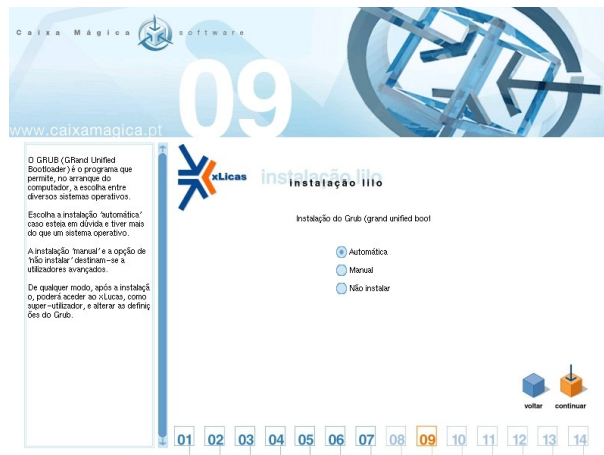 Caixa Mágica software
09
www.caixamagica.pt
O GRUB (GRand Unified
Bootloader) é o programa que
permite, no arranque do
computador, a escolha entre
diversos sistemas operativos.
Escolha a instalação 'automática'
caso esteja em dúvida e tiver mais
do que um sistema operativo.
A instalação 'manual' e a opção de
'não instalar' destinam-se a
utilizadores avançados.
De qualquer modo, após a instalaçã
o, poderá aceder ao xLucas, como
super-utilizador, e alterar as definiç
ões do Grub.
xLicas
instalação lilo
instalação lilo
Instalação do Grub (grand unified boot
Automática
Manual
Não instalar
voltar continuar
01 02 03 04 05 06 07 08 09 10 11 12 13 14